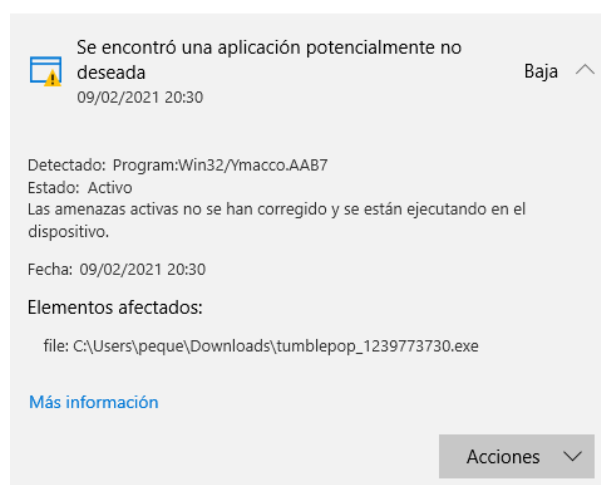 Se encontró una aplicación potencialmente no
deseada
Baja
09/02/2021 20:30
Detectado: Program:Win32/Ymacco.AAB7
Estado: Activo
Las amenazas activas no se han corregido y se están ejecutando en el
dispositivo.
Fecha: 09/02/2021 20:30
Elementos afectados:
file: C:\Users\peque\Downloads\tumblepop_1239773730.exe
Más información
Acciones